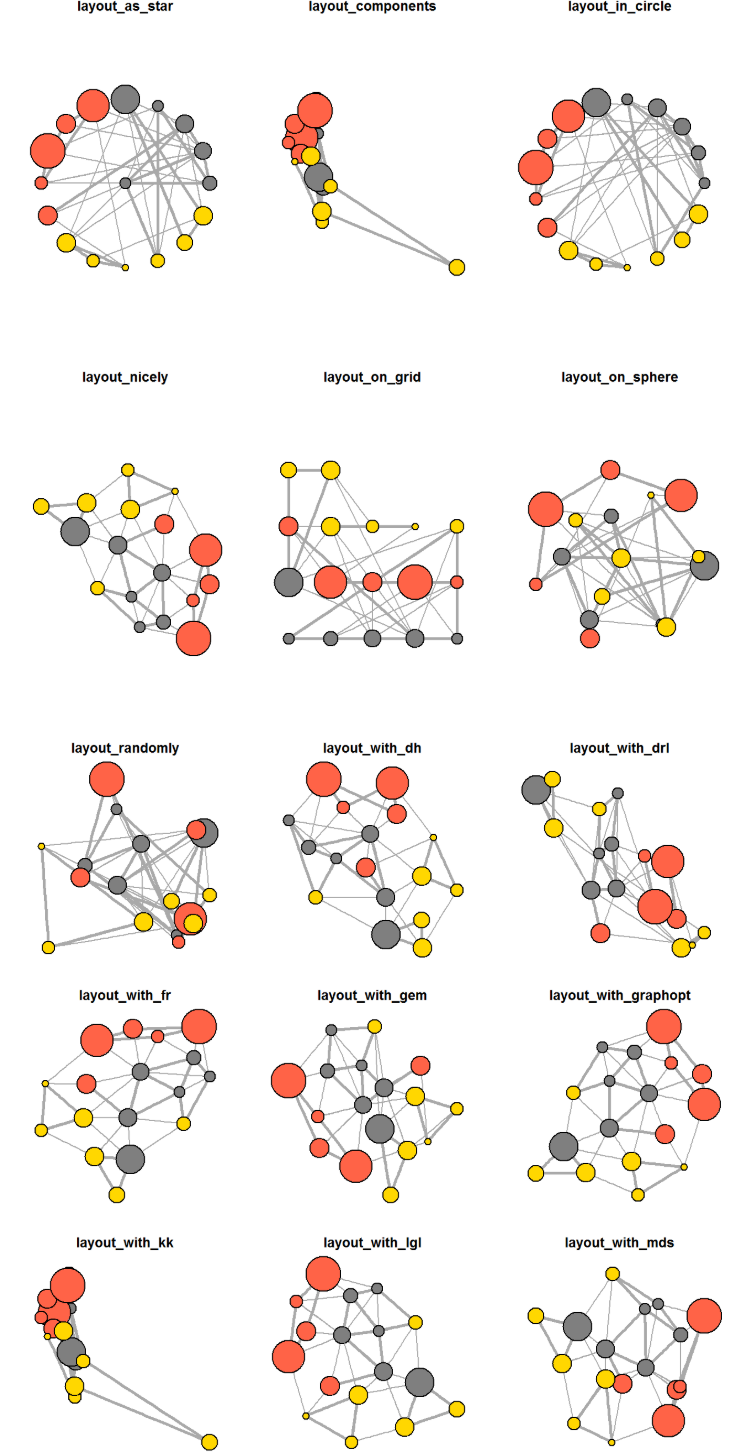 layout_as_star
layout_components
layout_in_circle
layout_nicely
layout_on_grid
layout_on_sphere
layout_randomly
layout_with_dh
layout_with_drl
layout_with_fr
layout_with_gem
layout_with_graphopt
layout_with_kk
layout_with_lgl
layout_with_mds